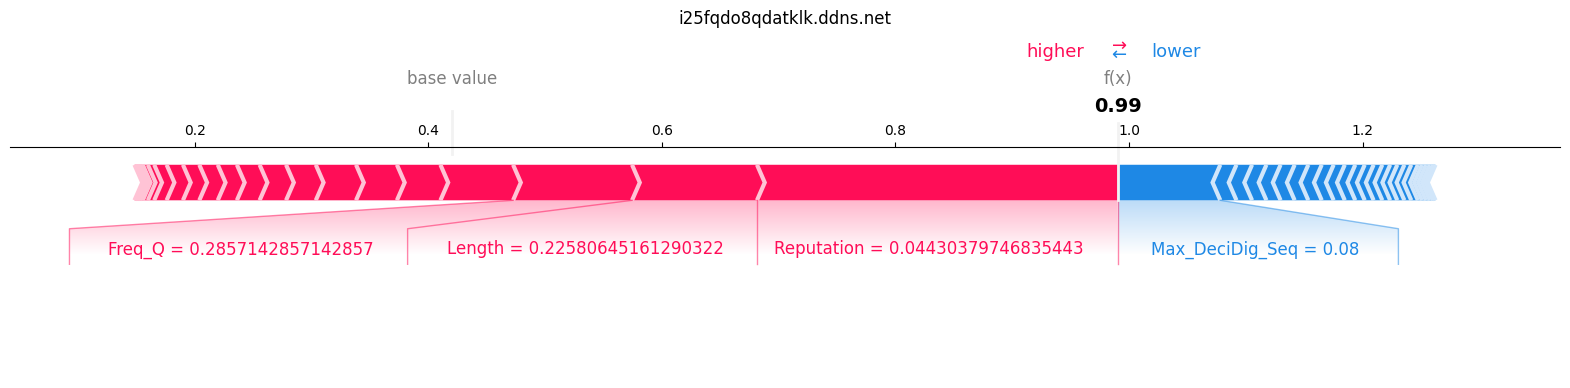 i25fqdo8qdatklk.ddns.net
higher ⇄ lower
base value f(x)
0.99
0.2 0.4 0.6 0.8 1.0 1.2
Freq_Q = 0.2857142857142857 Length = 0.22580645161290322 Reputation = 0.04430379746835443 Max_DeciDig_Seq = 0.08